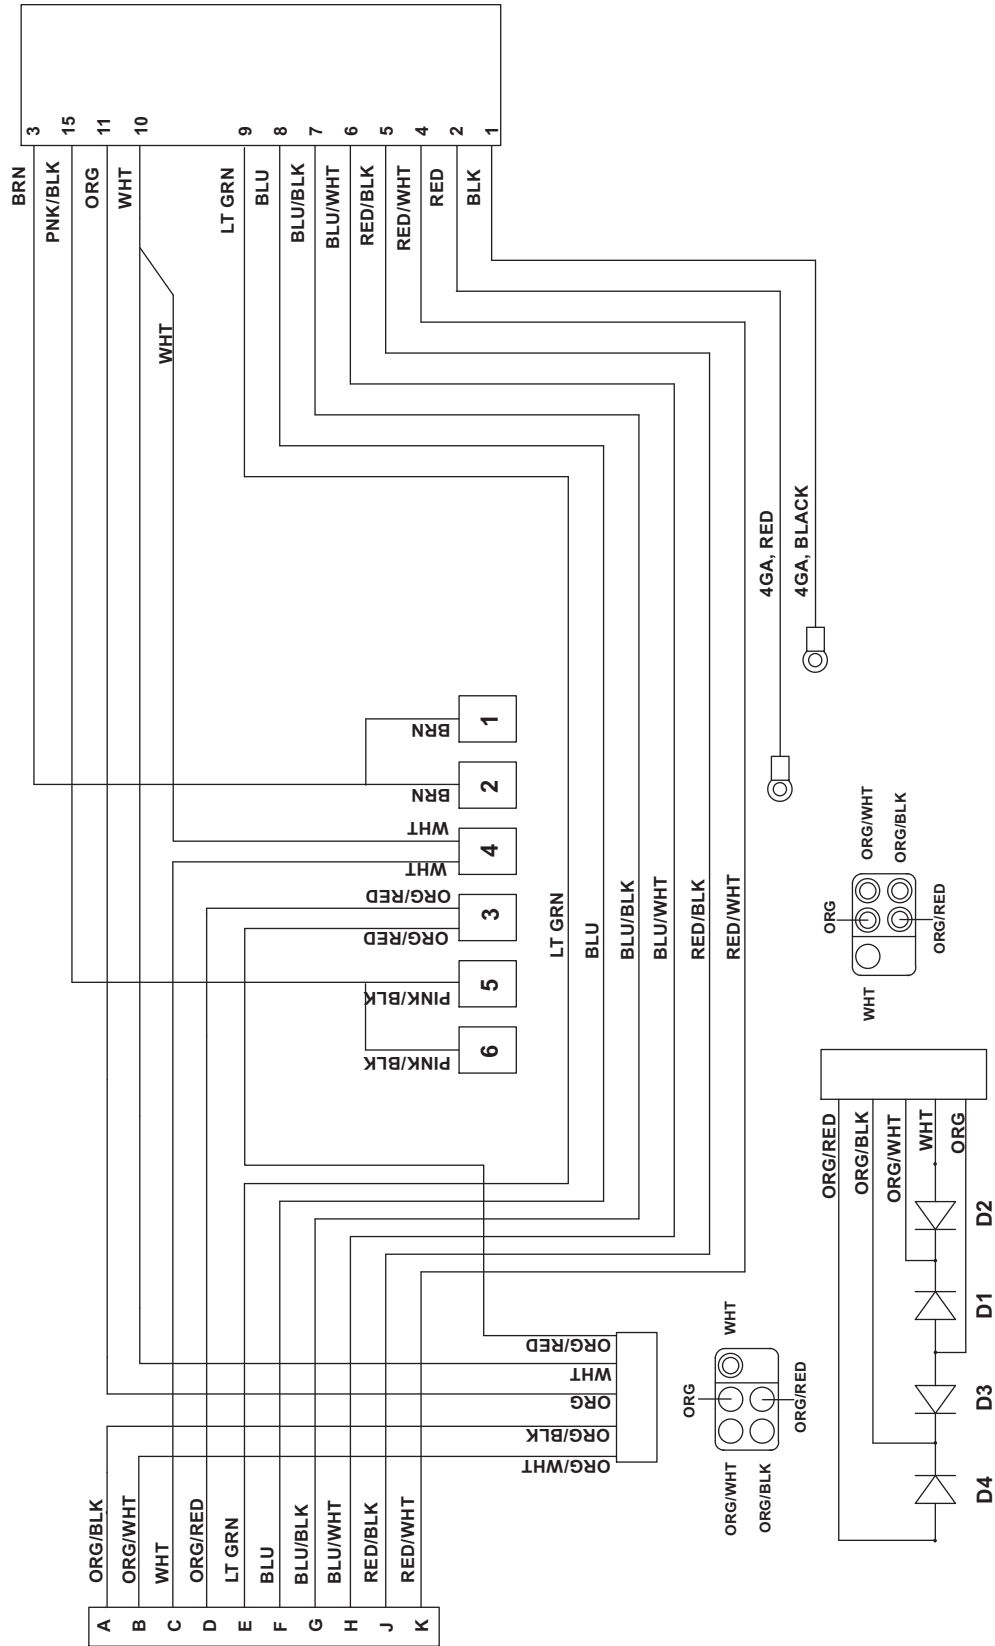 3
15
11
10
9
8
7
6
5
4
2
1
BRN
PNK/BLK
ORG
WHT
LT GRN
BLU
BLU/BLK
BLU/WHT
RED/BLK
RED/WHT
RED
BLK
WHT
4GA, RED
4GA, BLACK
BRN
1
BRN
2
WHT
WHT
4
ORG/RED
ORG/RED
3
PINK/BLK
5
PINK/BLK
6
LT GRN
BLU
BLU/BLK
BLU/WHT
RED/BLK
RED/WHT
ORG
ORG/WHT
ORG/BLK
ORG/RED
WHT
ORG/RED
ORG/BLK
ORG/WHT
WHT
ORG
D2
D1
D3
D4
ORG/RED
WHT
ORG
ORG/BLK
ORG/WHT
WHT
ORG
ORG/RED
ORG/WHT
ORG/BLK
ORG/BLK
ORG/WHT
WHT
ORG/RED
LT GRN
BLU
BLU/BLK
BLU/WHT
RED/BLK
RED/WHT
A
B
C
D
E
F
G
H
J
K